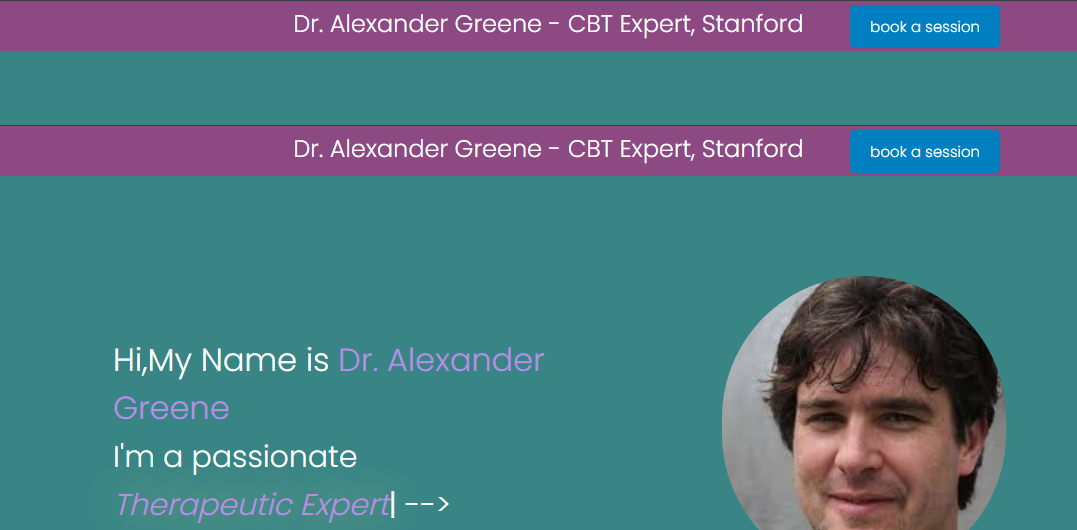 Dr. Alexander Greene - CBT Expert, Stanford book a session
Dr. Alexander Greene - CBT Expert, Stanford book a session
Hi,My Name is Dr. Alexander
Greene
I'm a passionate
Therapeutic Expert| -->